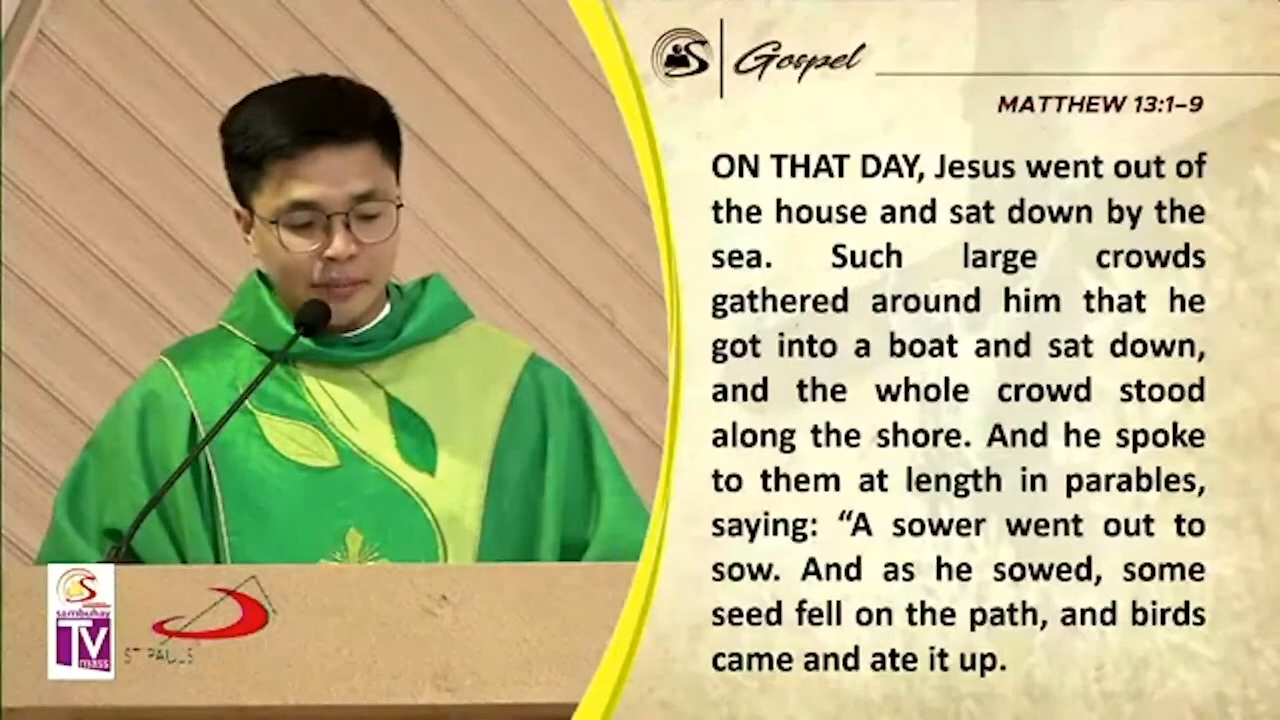 Gospel
MATTHEW 13:1–9
ON THAT DAY, Jesus went out of
the house and sat down by the
sea. Such large crowds
gathered around him that he
got into a boat and sat down,
and the whole crowd stood
along the shore. And he spoke
to them at length in parables,
saying: “A sower went out to
sow. And as he sowed, some
seed fell on the path, and birds
came and ate it up.
sambuhay
TV
mass
ST PAULS